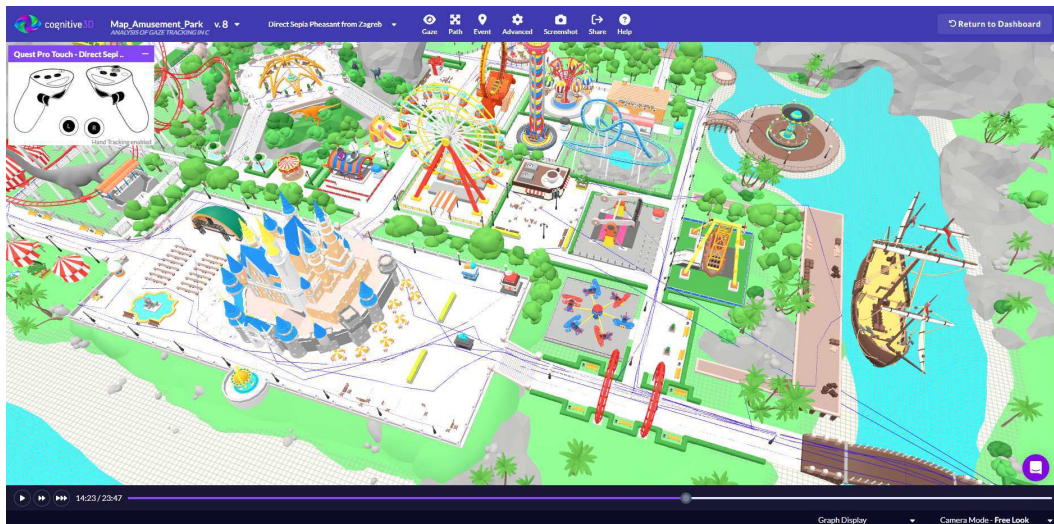 cognitive3D
Map_Amusement_Park v. 8
ANALYSIS OF GAZE TRACKING IN C
Direct Sepia Pheasant from Zagreb
Gaze
Path
Event
Advanced
Screenshot
Share
Help
Return to Dashboard
Quest Pro Touch - Direct Sepi ..
L R
Hand Tracking enabled
14:23 / 23:47
Graph Display
Camera Mode - Free Look